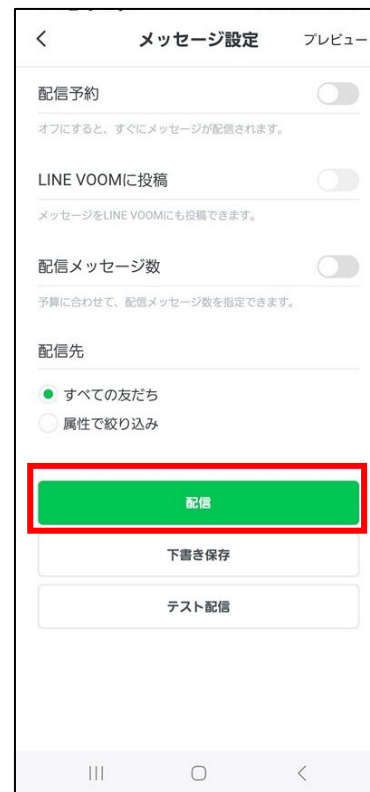 メッセージ設定 プレビュー
配信予約
オフにすると、すぐにメッセージが配信されます。
LINE VOOMに投稿
メッセージをLINE VOOMにも投稿できます。
配信メッセージ数
予算に合わせて、配信メッセージ数を指定できます。
配信先
すべての友だち
属性で絞り込み
配信
下書き保存
テスト配信